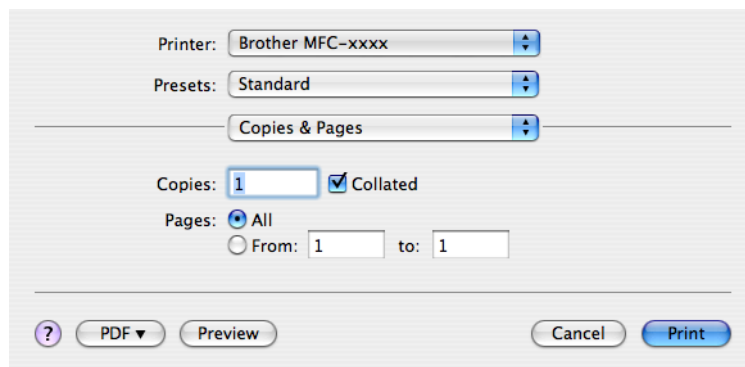 Printer: Brother MFC-xxxx
Presets: Standard
Copies & Pages
Copies: 1 Collated
Pages: All
From: 1 to: 1
? PDF▼ Preview Cancel Print